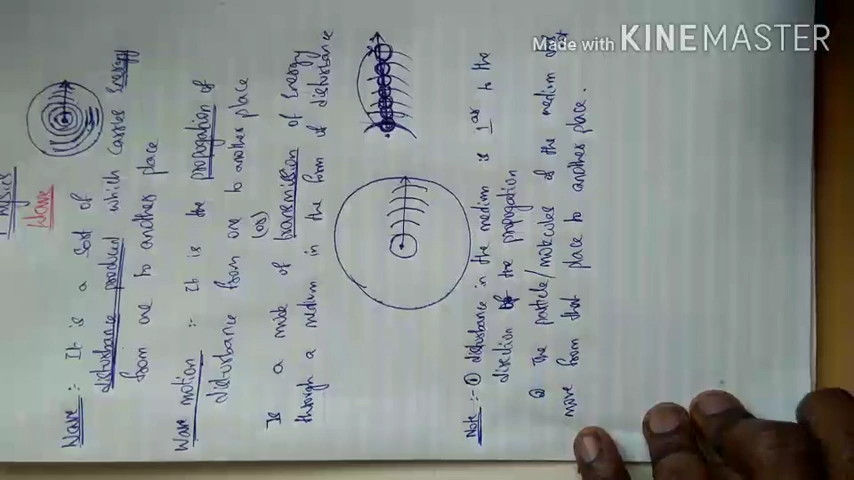 Physics
Wave
Wave :- It is a sort of
disturbance produced which carries Energy
from one to another place
Wave motion :- It is the propagation of
disturbance from one to another place
(or)
Is a mode of transmission of Energy
through a medium in the form of disturbance
Note :- ① disturbance in the medium is to the
direction of the propagation
② The particle/molecules of the medium
move from that place to another place.
Made with KINEMASTER